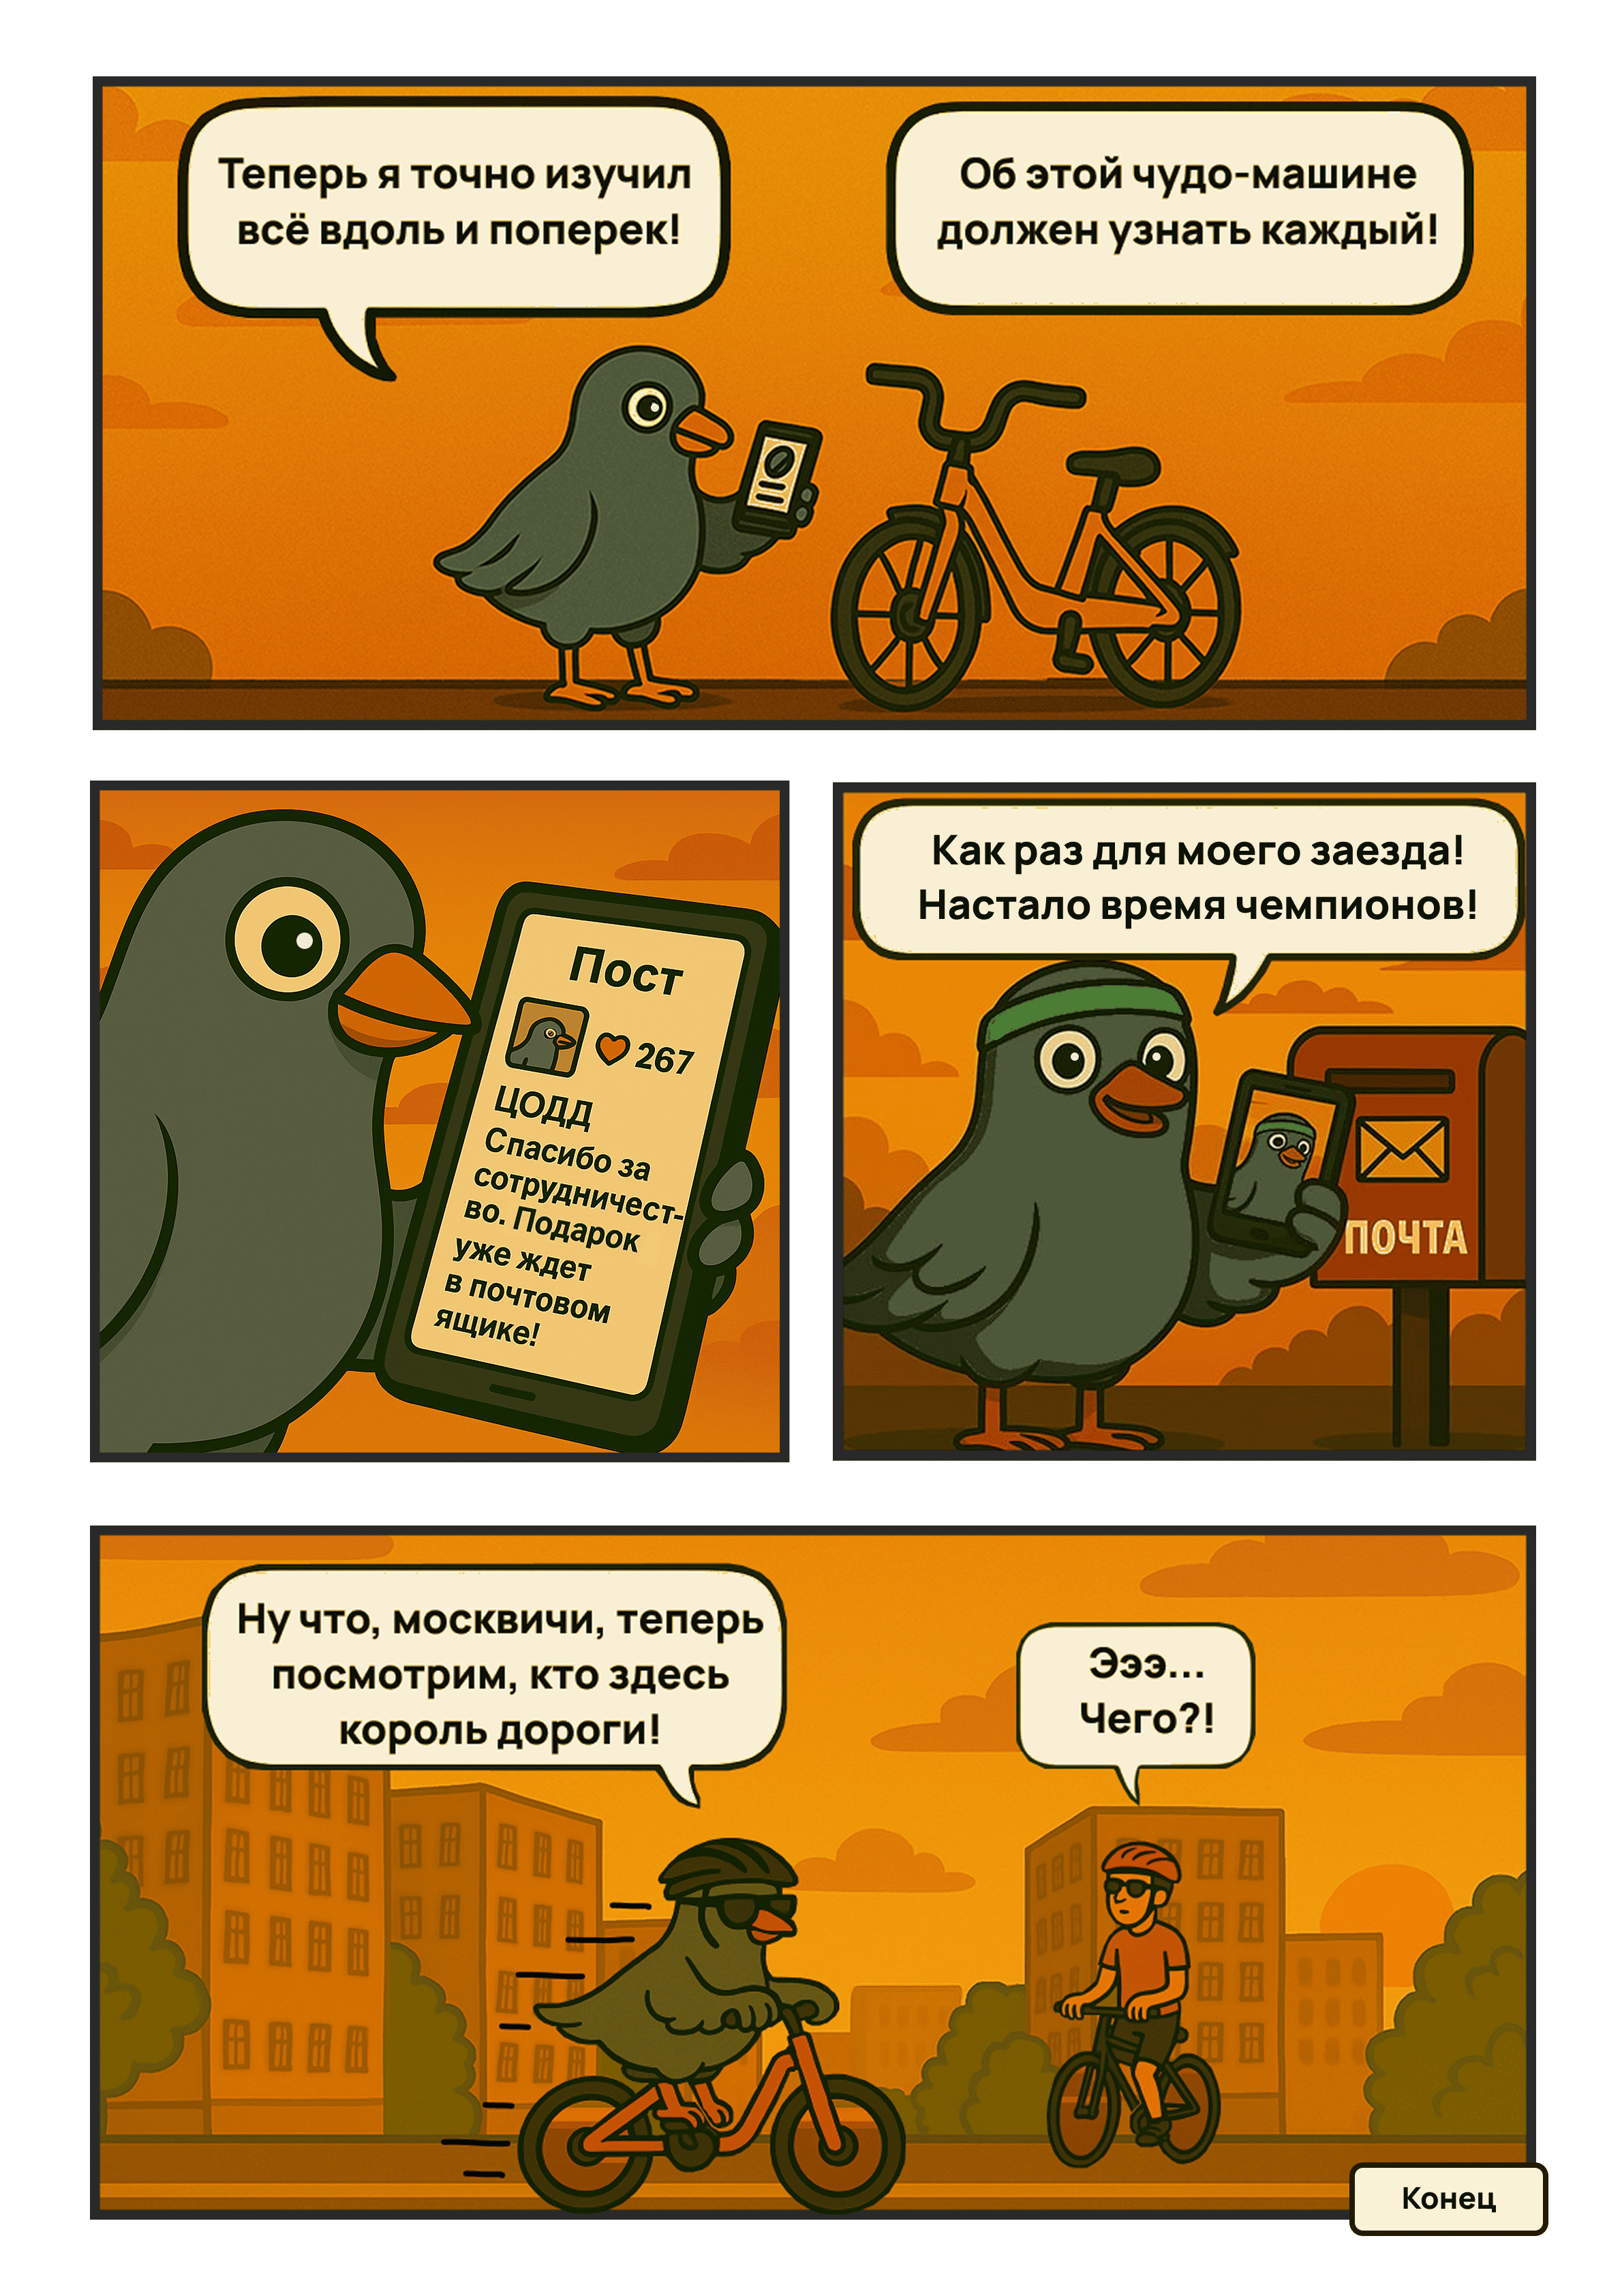 Теперь я точно изучил
всё вдоль и поперек!
Об этой чудо-машине
должен узнать каждый!
Пост
267
ЦОДД
Спасибо за
сотрудничест-
во. Подарок
уже ждет
в почтовом
ящике!
Как раз для моего заезда!
Настало время чемпионов!
ПОЧТА
Ну что, москвичи, теперь
посмотрим, кто здесь
король дороги!
Эээ...
Чего?!
Конец